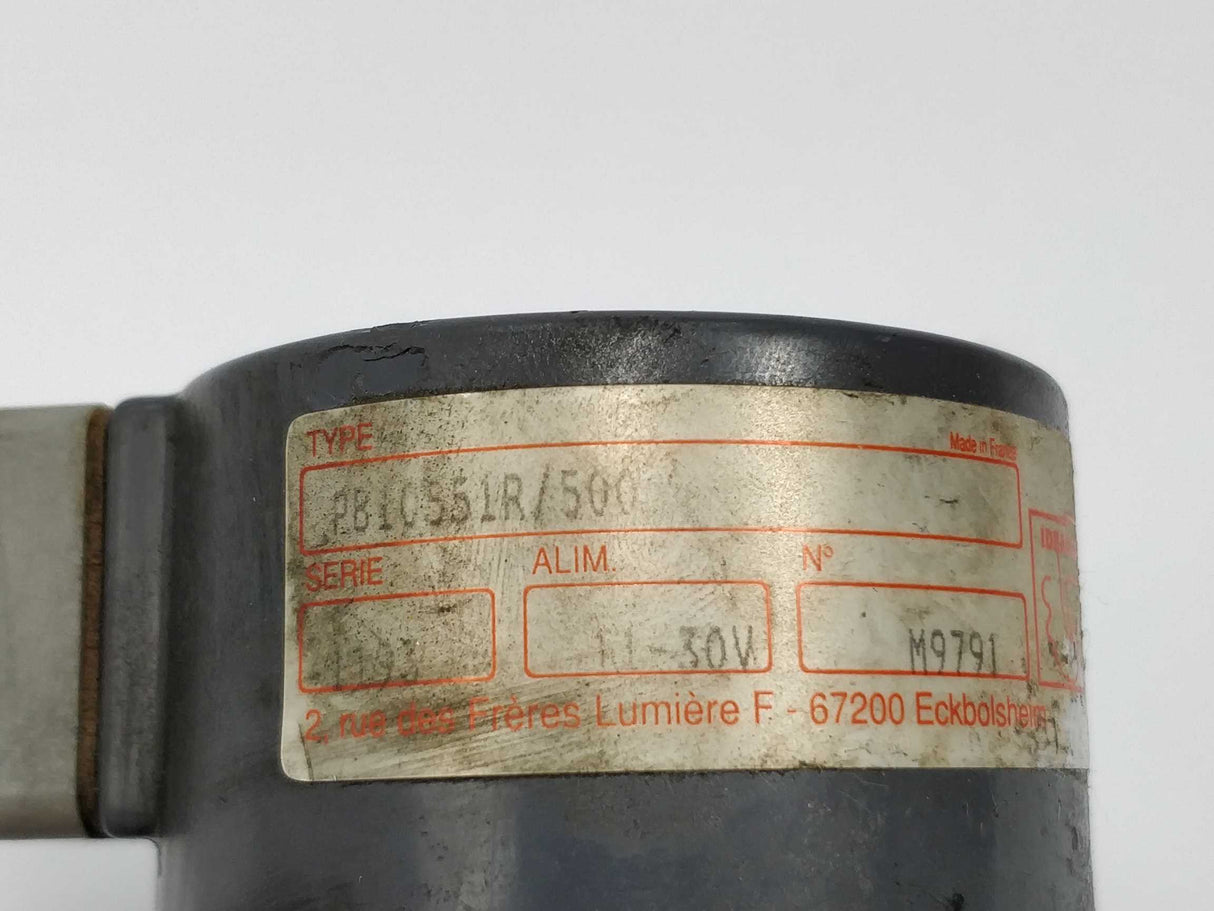 TYPE Made in France
PB10551R/500 -
SERIE ALIM. N°
11-30V M9791
2, rue des Frères Lumière F - 67200 Eckbolsheim